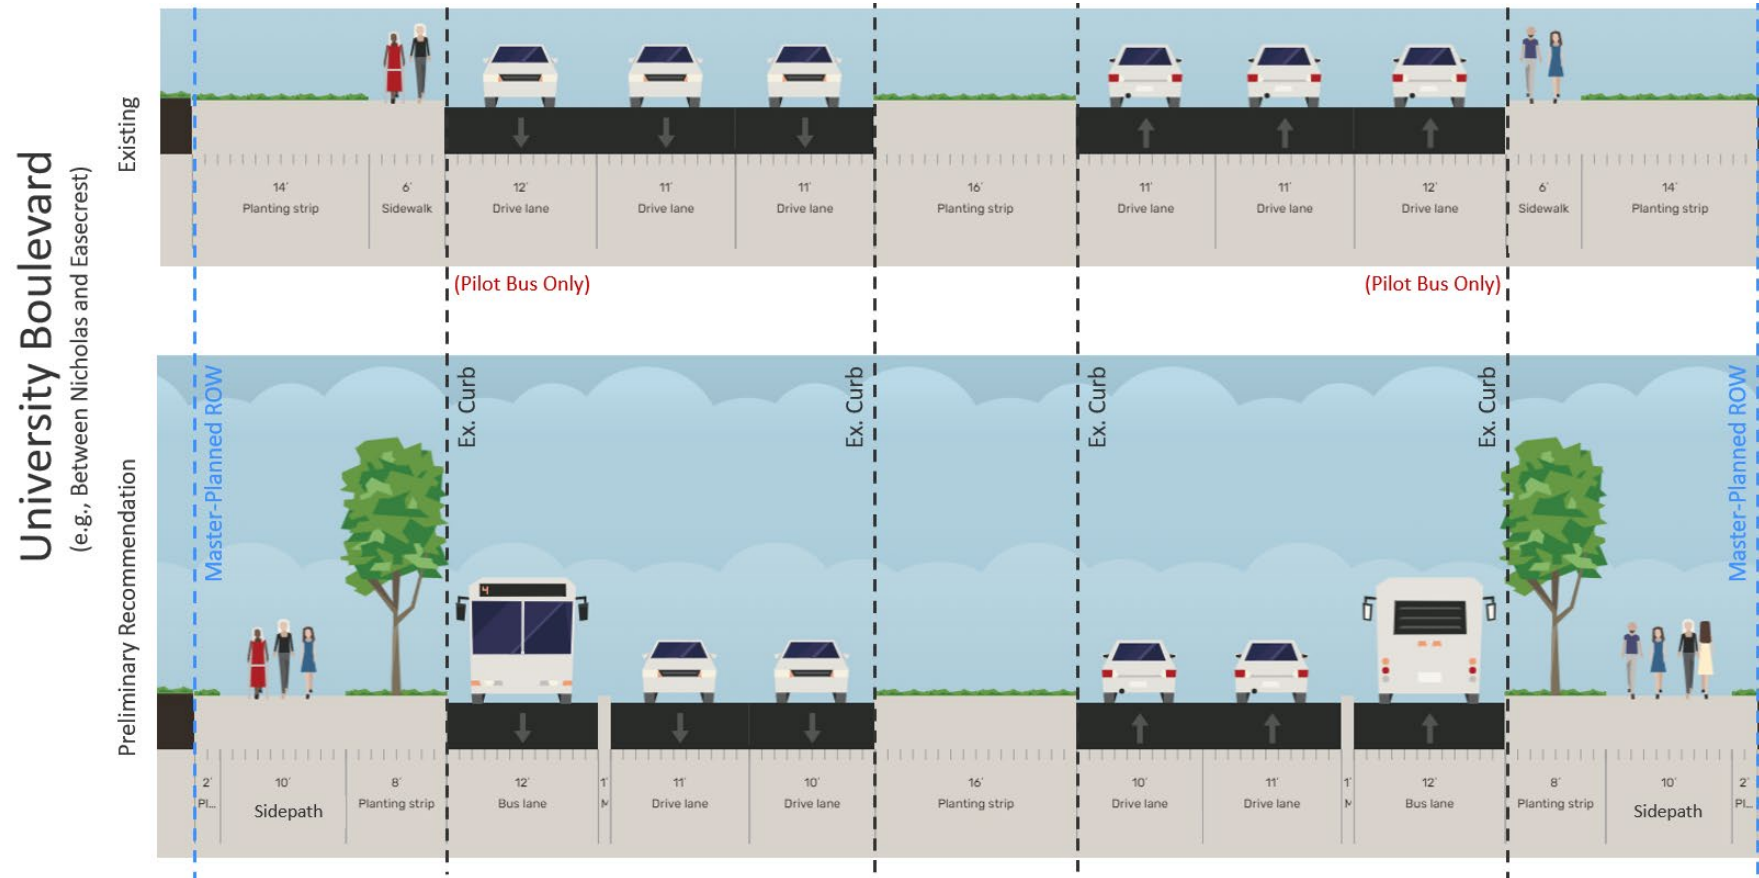 University Boulevard
(e.g., Between Nicholas and Easecrest)
Existing
14'
Planting strip
6'
Sidewalk
12'
Drive lane
11'
Drive lane
11'
Drive lane
16'
Planting strip
11'
Drive lane
11'
Drive lane
12'
Drive lane
6'
Sidewalk
14'
Planting strip
(Pilot Bus Only)
(Pilot Bus Only)
Preliminary Recommendation
Master-Planned ROW
Ex. Curb
Ex. Curb
Ex. Curb
Ex. Curb
Master-Planned ROW
4
2'
Pl...
10'
Sidepath
8'
Planting strip
12'
Bus lane
1'
M
11'
Drive lane
10'
Drive lane
16'
Planting strip
10'
Drive lane
11'
Drive lane
1'
M
12'
Bus lane
8'
Planting strip
10'
Sidepath
2'
Pl...